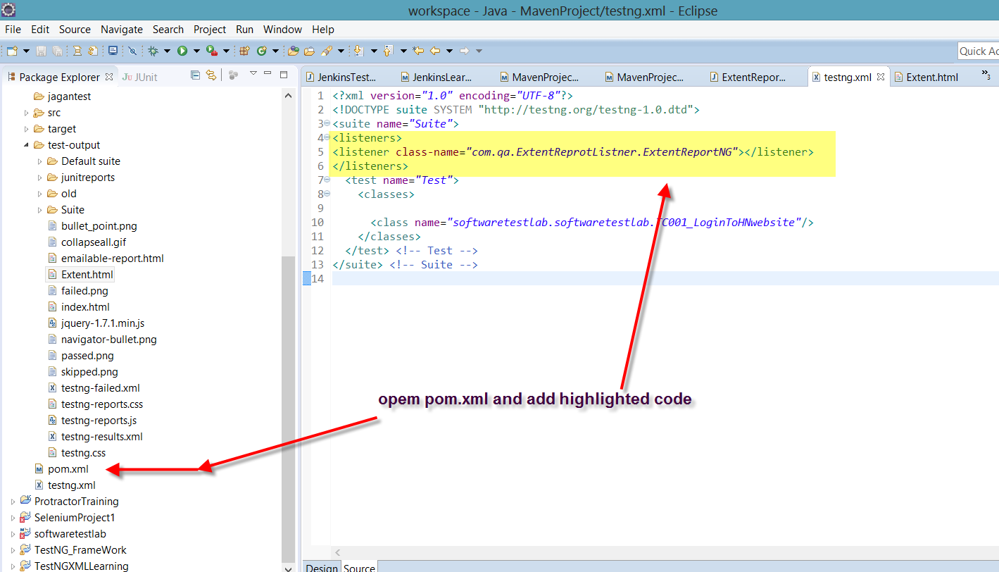 workspace - Java - MavenProject/testng.xml - Eclipse
File Edit Source Navigate Search Project Run Window Help
Quick Ac
Package Explorer
JUnit
JenkinsTest...
JenkinsLear...
MavenProjec...
MavenProjec...
ExtentRepor...
testng.xml
Extent.html
3
jagantest
src
target
test-output
Default suite
junitreports
old
Suite
bullet_point.png
collapseall.gif
emailable-report.html
Extent.html
failed.png
index.html
jquery-1.7.1.min.js
navigator-bullet.png
passed.png
skipped.png
testng-failed.xml
testng-reports.css
testng-reports.js
testng-results.xml
testng.css
pom.xml
testng.xml
ProtractorTraining
SeleniumProject1
softwaretestlab
TestNG_FrameWork
TestNGXMLLearning
1 <?xml version="1.0" encoding="UTF-8"?>
2 <!DOCTYPE suite SYSTEM "http://testng.org/testng-1.0.dtd">
3 <suite name="Suite">
4 <listeners>
5 <listener class-name="com.qa.ExtentReprotListner.ExtentReportNG"></listener>
6 </listeners>
7 <test name="Test">
8 <classes>
9
10 <class name="softwaretestlab.softwaretestlab.TC001_LoginToHNwebsite"/>
11 </classes>
12 </test> <!-- Test -->
13 </suite> <!-- Suite -->
14
opem pom.xml and add highlighted code
Design Source